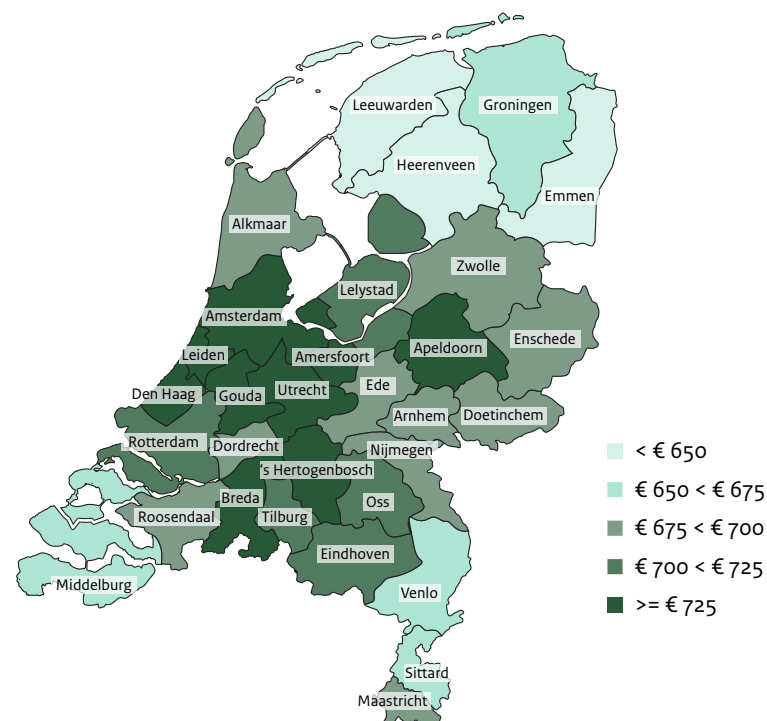 Leeuwarden
Groningen
Heerenveen
Emmen
Alkmaar
Zwolle
Lelystad
Amsterdam
Enschede
Apeldoorn
Leiden
Amersfoort
Ede
Utrecht
Den Haag
Gouda
Arnhem
Doetinchem
Rotterdam
Dordrecht
Nijmegen
's Hertogenbosch
Breda
Oss
Roosendaal
Tilburg
Eindhoven
Middelburg
Venlo
Sittard
Maastricht
< € 650
€ 650 < € 675
€ 675 < € 700
€ 700 < € 725
>= € 725